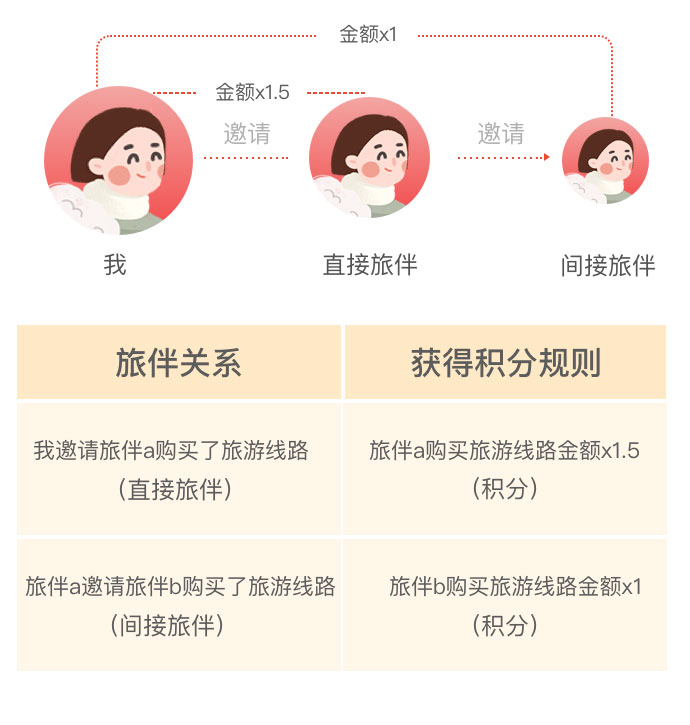 金额x1
金额x1.5
邀请
邀请
我
直接旅伴
间接旅伴
旅伴关系
获得积分规则
我邀请旅伴a购买了旅游线路
（直接旅伴）
旅伴a购买旅游线路金额x1.5
（积分）
旅伴a邀请旅伴b购买了旅游线路
（间接旅伴）
旅伴b购买旅游线路金额x1
（积分）